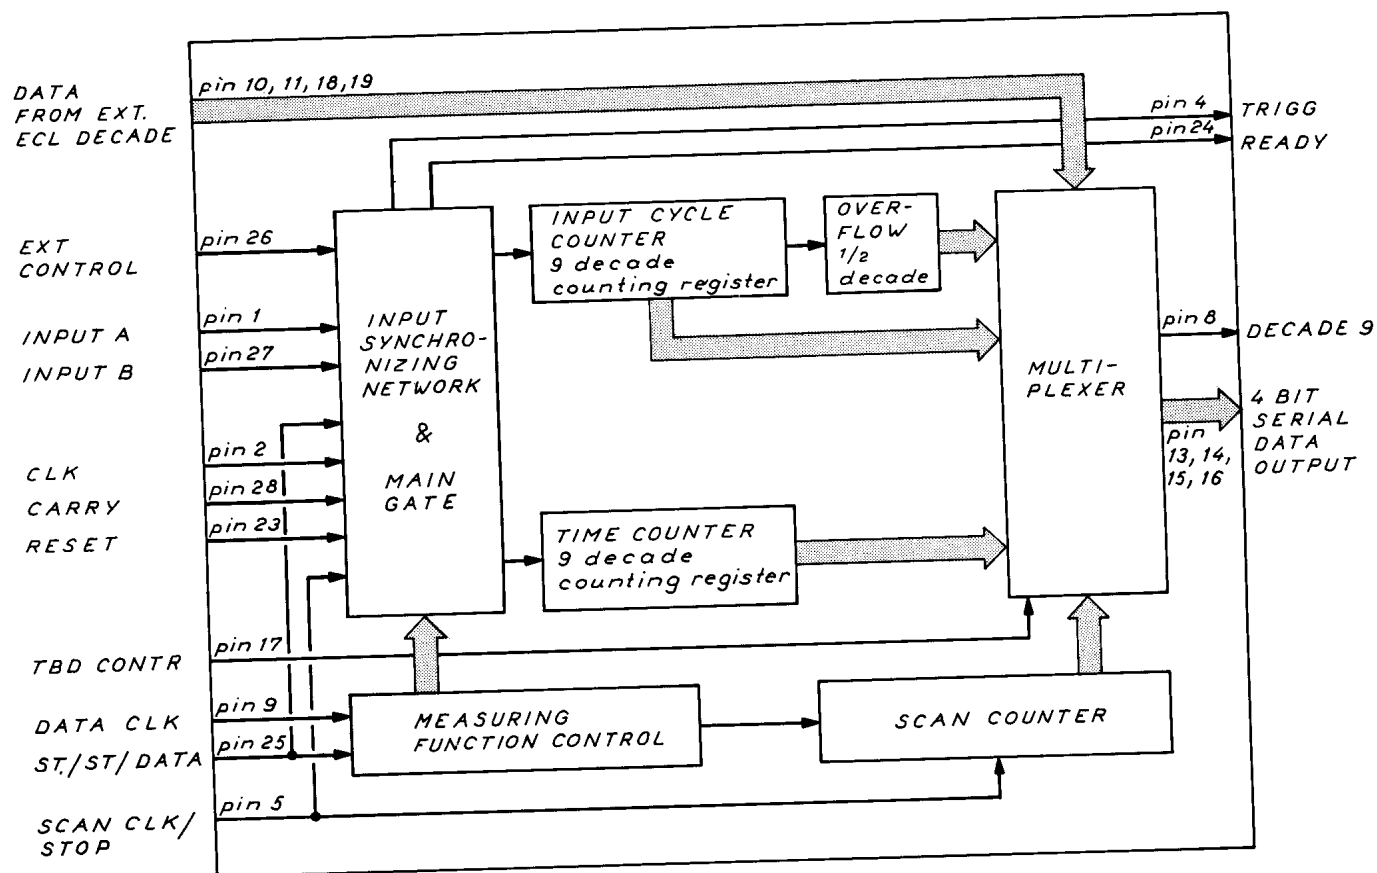 DATA
FROM EXT.
ECL DECADE
pin 10, 11, 18, 19
pin 4
TRIGG
pin 24
READY
EXT
CONTROL
pin 26
INPUT A
pin 1
INPUT B
pin 27
CLK
pin 2
CARRY
pin 28
RESET
pin 23
INPUT
SYNCHRO-
NIZING
NETWORK
&
MAIN
GATE
INPUT CYCLE
COUNTER
9 decade
counting register
OVER-
FLOW
1/2
decade
MULTI-
PLEXER
pin 8
DECADE 9
4 BIT
SERIAL
DATA
OUTPUT
pin
13, 14,
15, 16
TIME COUNTER
9 decade
counting register
TBD CONTR
pin 17
DATA CLK
pin 9
ST./ST/DATA
pin 25
SCAN CLK/
STOP
pin 5
MEASURING
FUNCTION CONTROL
SCAN COUNTER